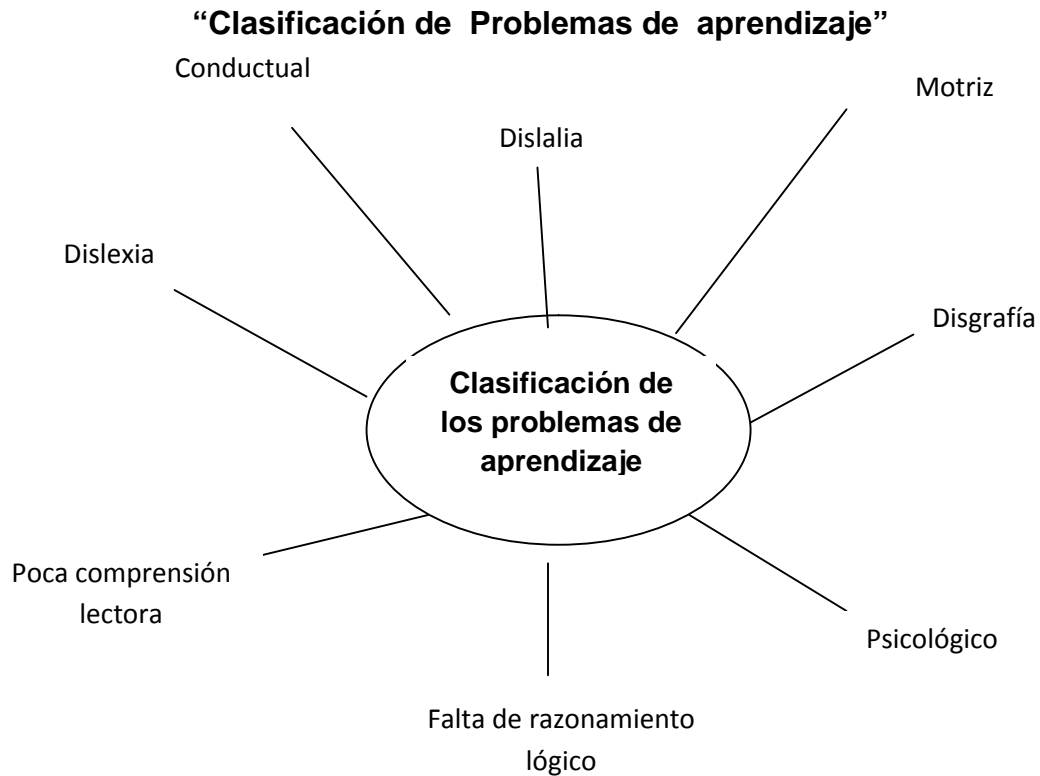 “Clasificación de Problemas de aprendizaje”
Conductual
Motriz
Dislalia
Dislexia
Disgrafía
Clasificación de
los problemas de
aprendizaje
Poca comprensión
lectora
Psicológico
Falta de razonamiento
lógico